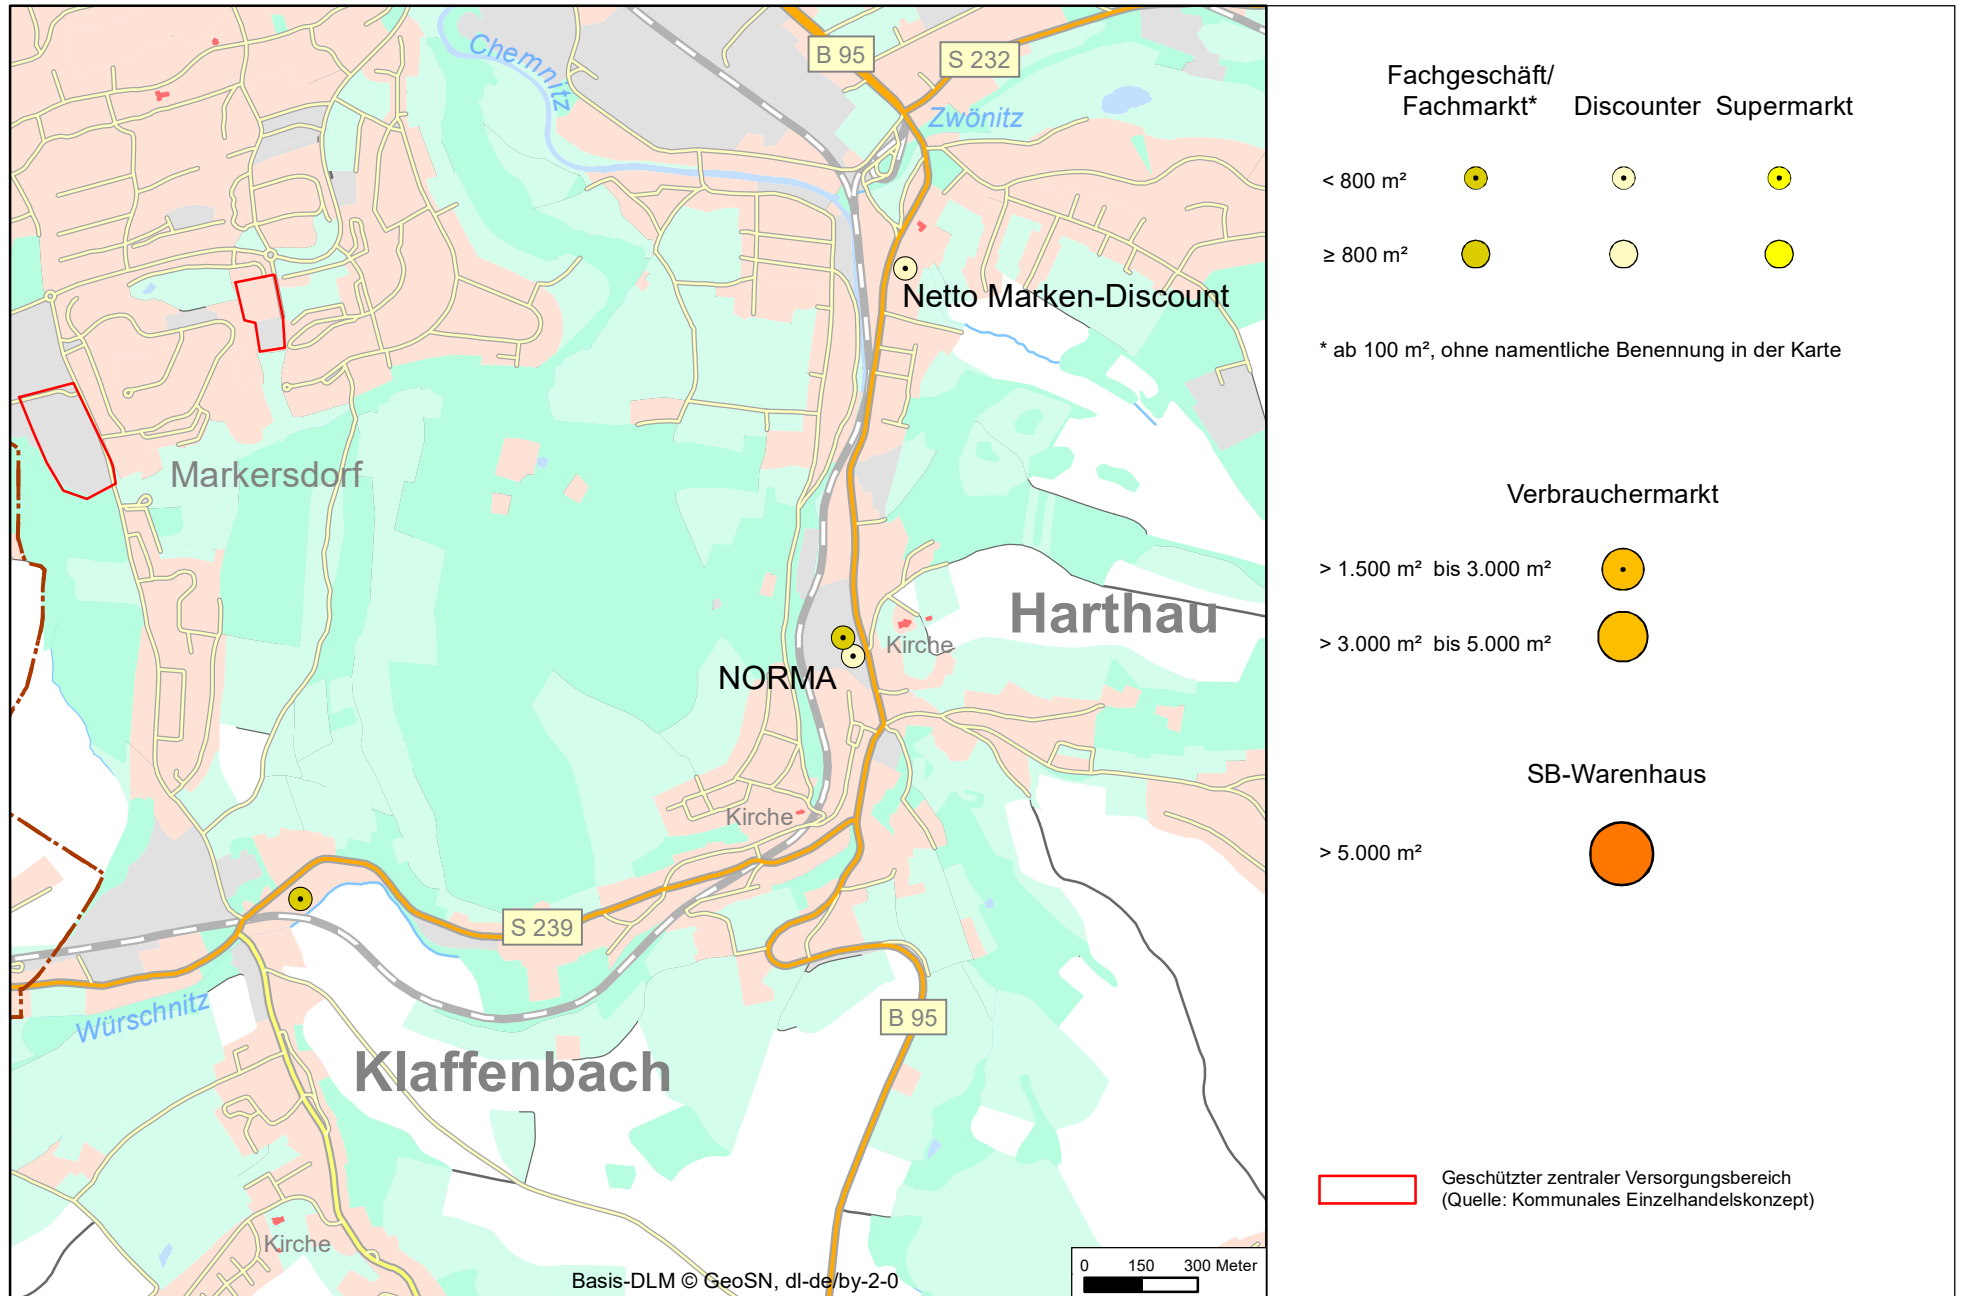 Chemnitz
B 95
S 232
Zwönitz
Netto Marken-Discount
Markersdorf
Harthau
Kirche
NORMA
Kirche
S 239
B 95
Würschnitz
Klaffenbach
Kirche
Basis-DLM © GeoSN, dl-de/by-2-0
0 150 300 Meter
Fachgeschäft/
Fachmarkt* Discounter Supermarkt
< 800 m²
≥ 800 m²
* ab 100 m², ohne namentliche Benennung in der Karte
Verbrauchermarkt
> 1.500 m² bis 3.000 m²
> 3.000 m² bis 5.000 m²
SB-Warenhaus
> 5.000 m²
Geschützter zentraler Versorgungsbereich
(Quelle: Kommunales Einzelhandelskonzept)